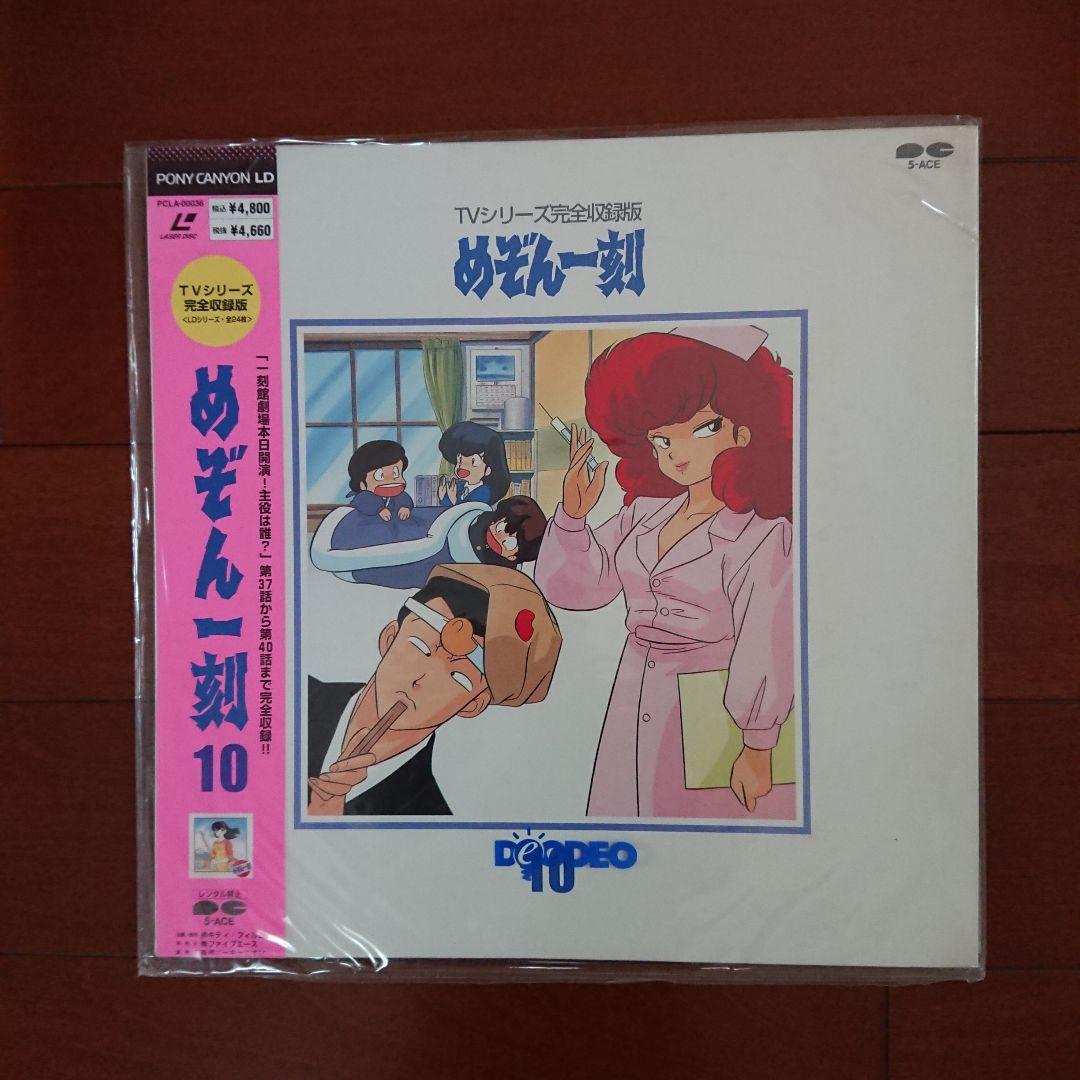 PONY CANYON LD
PCLA-00036
税込 ¥4,800
税抜 ¥4,660
LASER DISC
TVシリーズ
完全収録版
<LDシリーズ・全24枚>
「一刻館劇場本日開演!主役は誰?」第37話から第40話まで完全収録!!
めぞん一刻
10
レンタル禁止
5-ACE
5-ACE
TVシリーズ完全収録版
めぞん一刻
DeODEO
10